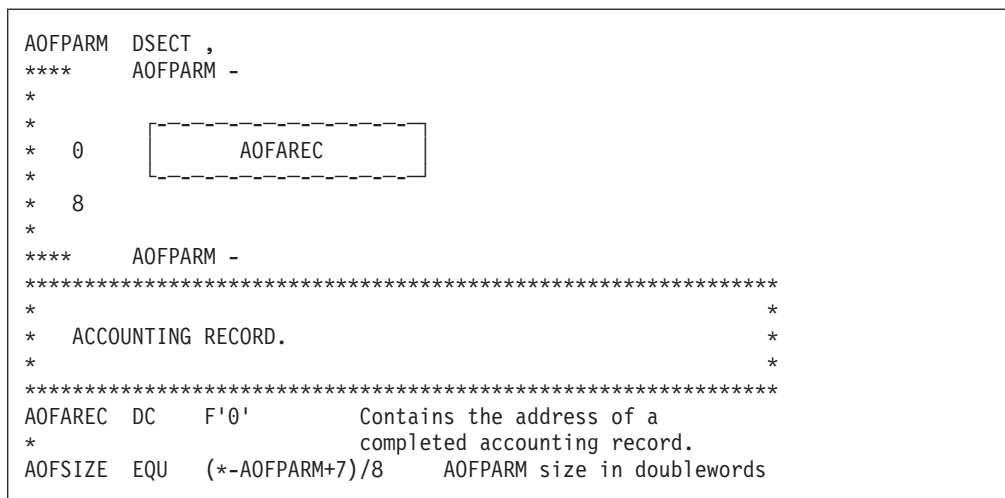 AOFPARM  DSECT ,
****     AOFPARM -
*
*          ┌-─-─-─-─-─-─-─-─-─-─-─┐
*   0      │       AOFAREC        │
*          └-─-─-─-─-─-─-─-─-─-─-─┘
*   8
*
****     AOFPARM -
***************************************************************
*                                                             *
*   ACCOUNTING RECORD.                                        *
*                                                             *
***************************************************************
AOFAREC  DC    F'0'         Contains the address of a
*                           completed accounting record.
AOFSIZE  EQU   (*-AOFPARM+7)/8    AOFPARM size in doublewords